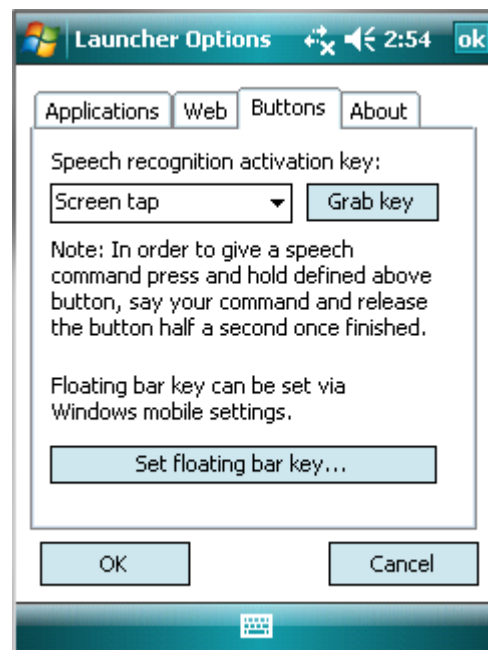 Launcher Options 2:54 ok
Applications Web Buttons About
Speech recognition activation key:
Screen tap Grab key
Note: In order to give a speech
command press and hold defined above
button, say your command and release
the button half a second once finished.
Floating bar key can be set via
Windows mobile settings.
Set floating bar key...
OK Cancel